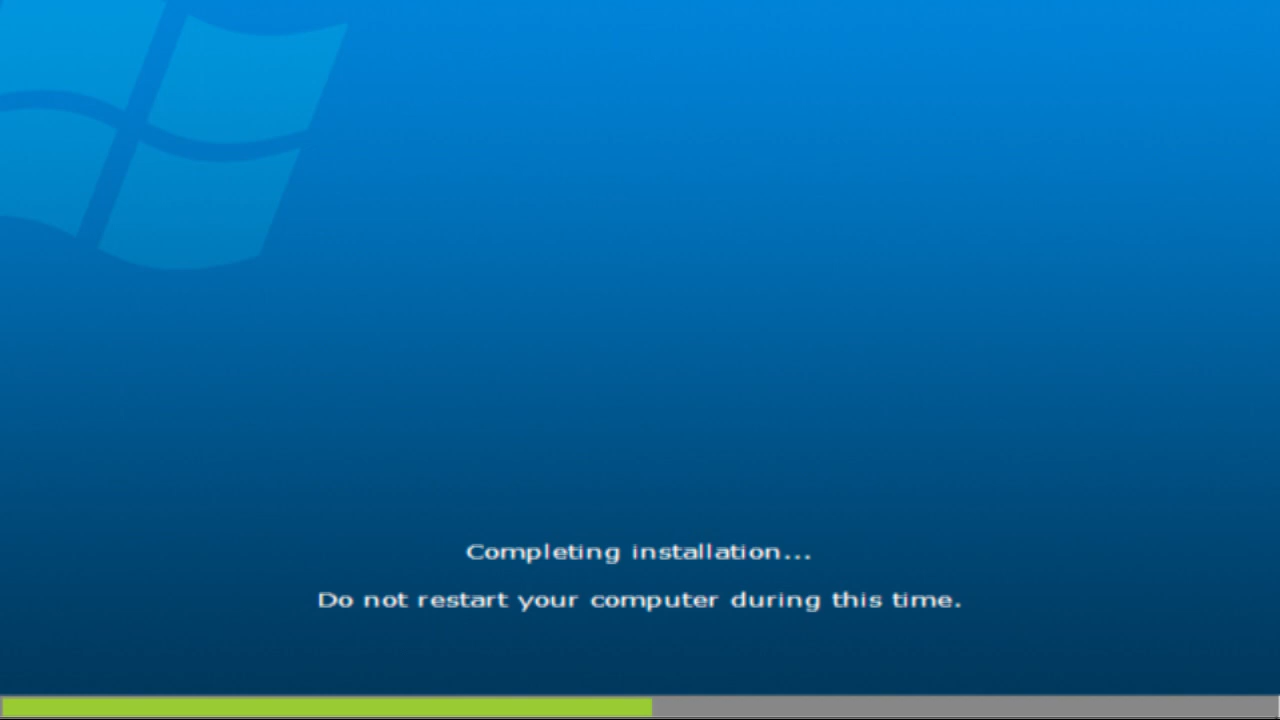 Completing installation...
Do not restart your computer during this time.